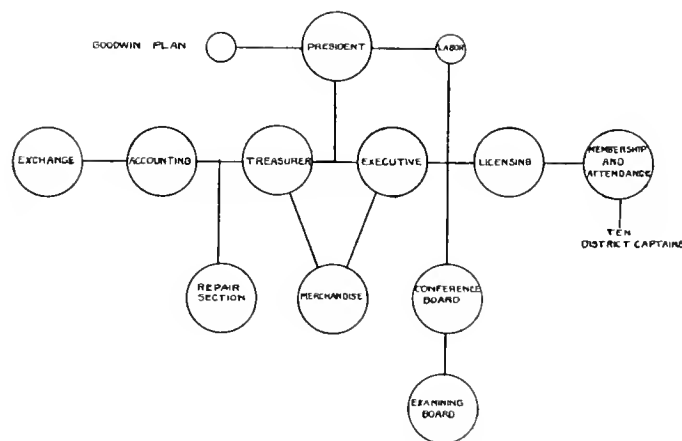 GOODWIN PLAN
PRESIDENT
LABOR
EXCHANGE
ACCOUNTING
TREASURER
EXECUTIVE
LICENSING
MEMBERSHIP
AND
ATTENDANCE
TEN
DISTRICT CAPTAINS
REPAIR
SECTION
MERCHANDISE
CONFERENCE
BOARD
EXAMINING
BOARD